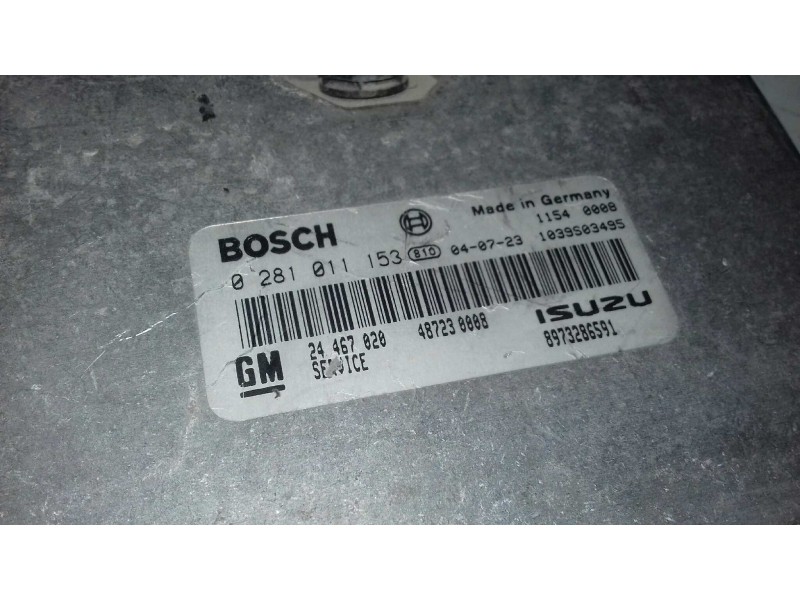 Made in Germany
BOSCH 1154 0008
0 281 011 153 810 04-07-23 1039S03495
24 467 020 48723 0008 ISUZU
GM SERVICE 8973286591